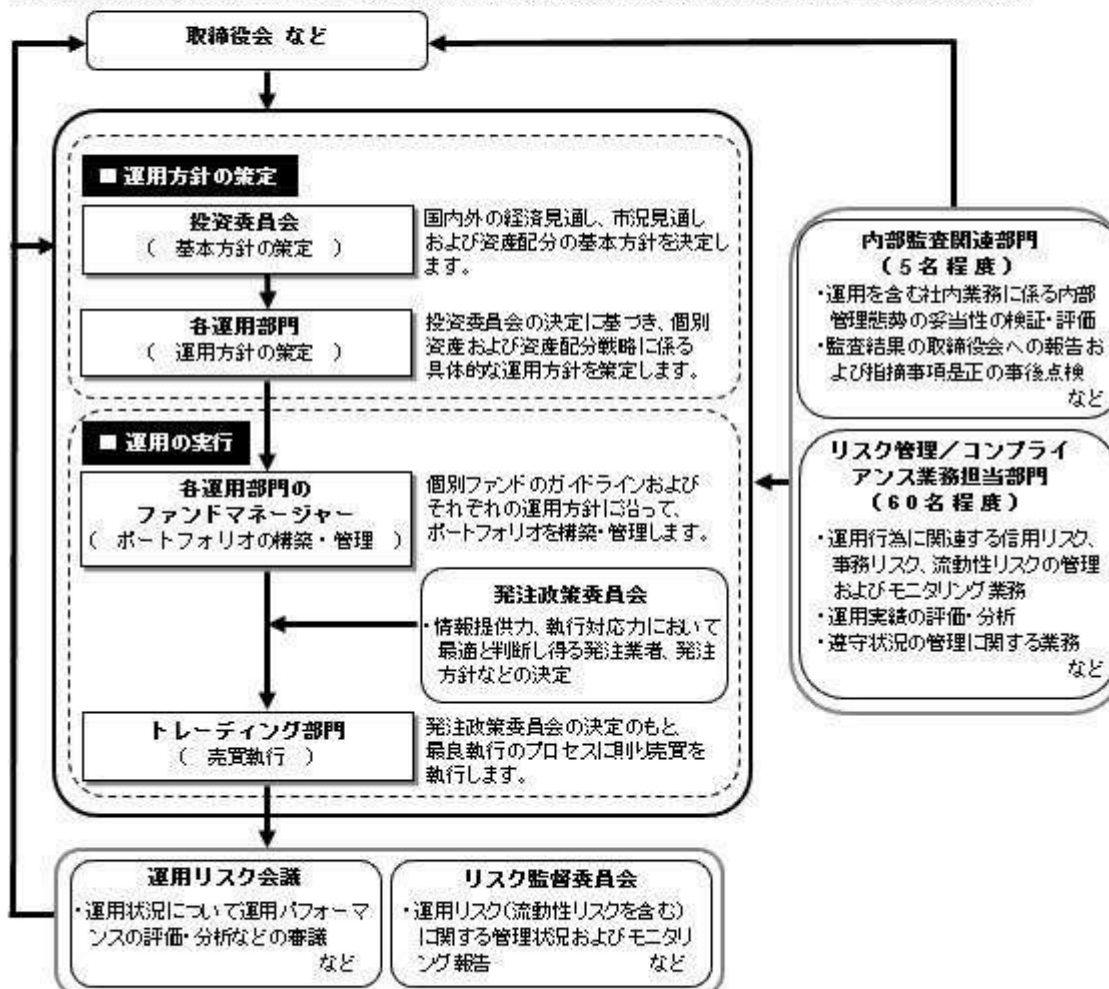 取締役会 など
■ 運用方針の策定
投資委員会
( 基本方針の策定 )
国内外の経済見通し、市況見通し
および資産配分の基本方針を決定し
ます。
各運用部門
( 運用方針の策定 )
投資委員会の決定に基づき、個別
資産および資産配分戦略に係る
具体的な運用方針を策定します。
■ 運用の実行
各運用部門の
ファンドマネージャー
( ポートフォリオの構築・管理 )
個別ファンドのガイドラインおよび
それぞれの運用方針に沿って、
ポートフォリオを構築・管理します。
発注政策委員会
・情報提供力、執行対応力において
最適と判断し得る発注業者、発注
方針などの決定
トレーディング部門
( 売買執行 )
発注政策委員会の決定のもと、
最良執行のプロセスに則り売買を
執行します。
内部監査関連部門
(5名程度)
・運用を含む社内業務に係る内部
管理態勢の妥当性の検証・評価
・監査結果の取締役会への報告お
よび指摘事項是正の事後点検
など
リスク管理/コンプライ
アンス業務担当部門
(60名程度)
・運用行為に関連する信用リスク、
事務リスク、流動性リスクの管理
およびモニタリング業務
・運用実績の評価・分析
・遵守状況の管理に関する業務
など
運用リスク会議
・運用状況について運用パフォーマ
ンスの評価・分析などの審議
など
リスク監督委員会
・運用リスク(流動性リスクを含む)
に関する管理状況およびモニタリ
ング報告 など